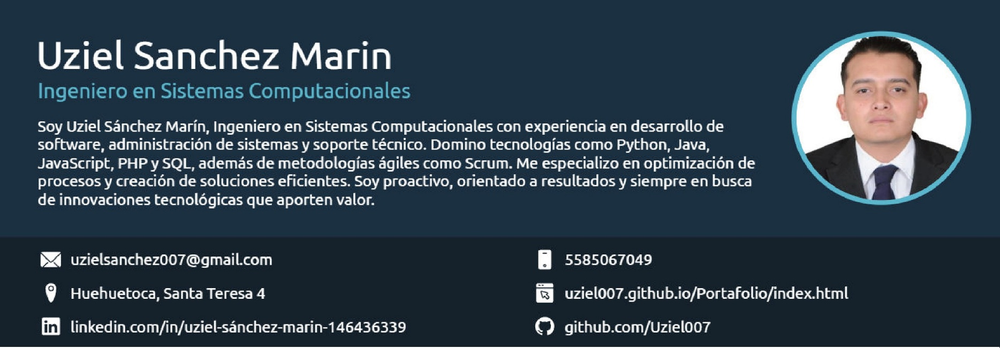 Uziel Sanchez Marin
Ingeniero en Sistemas Computacionales
Soy Uziel Sánchez Marín, Ingeniero en Sistemas Computacionales con experiencia en desarrollo de
software, administración de sistemas y soporte técnico. Domino tecnologías como Python, Java,
JavaScript, PHP y SQL, además de metodologías ágiles como Scrum. Me especializo en optimización de
procesos y creación de soluciones eficientes. Soy proactivo, orientado a resultados y siempre en busca
de innovaciones tecnológicas que aporten valor.
uzielsanchez007@gmail.com
5585067049
Huehuetoca, Santa Teresa 4
uziel007.github.io/Portafolio/index.html
linkedin.com/in/uziel-sánchez-marin-146436339
github.com/Uziel007